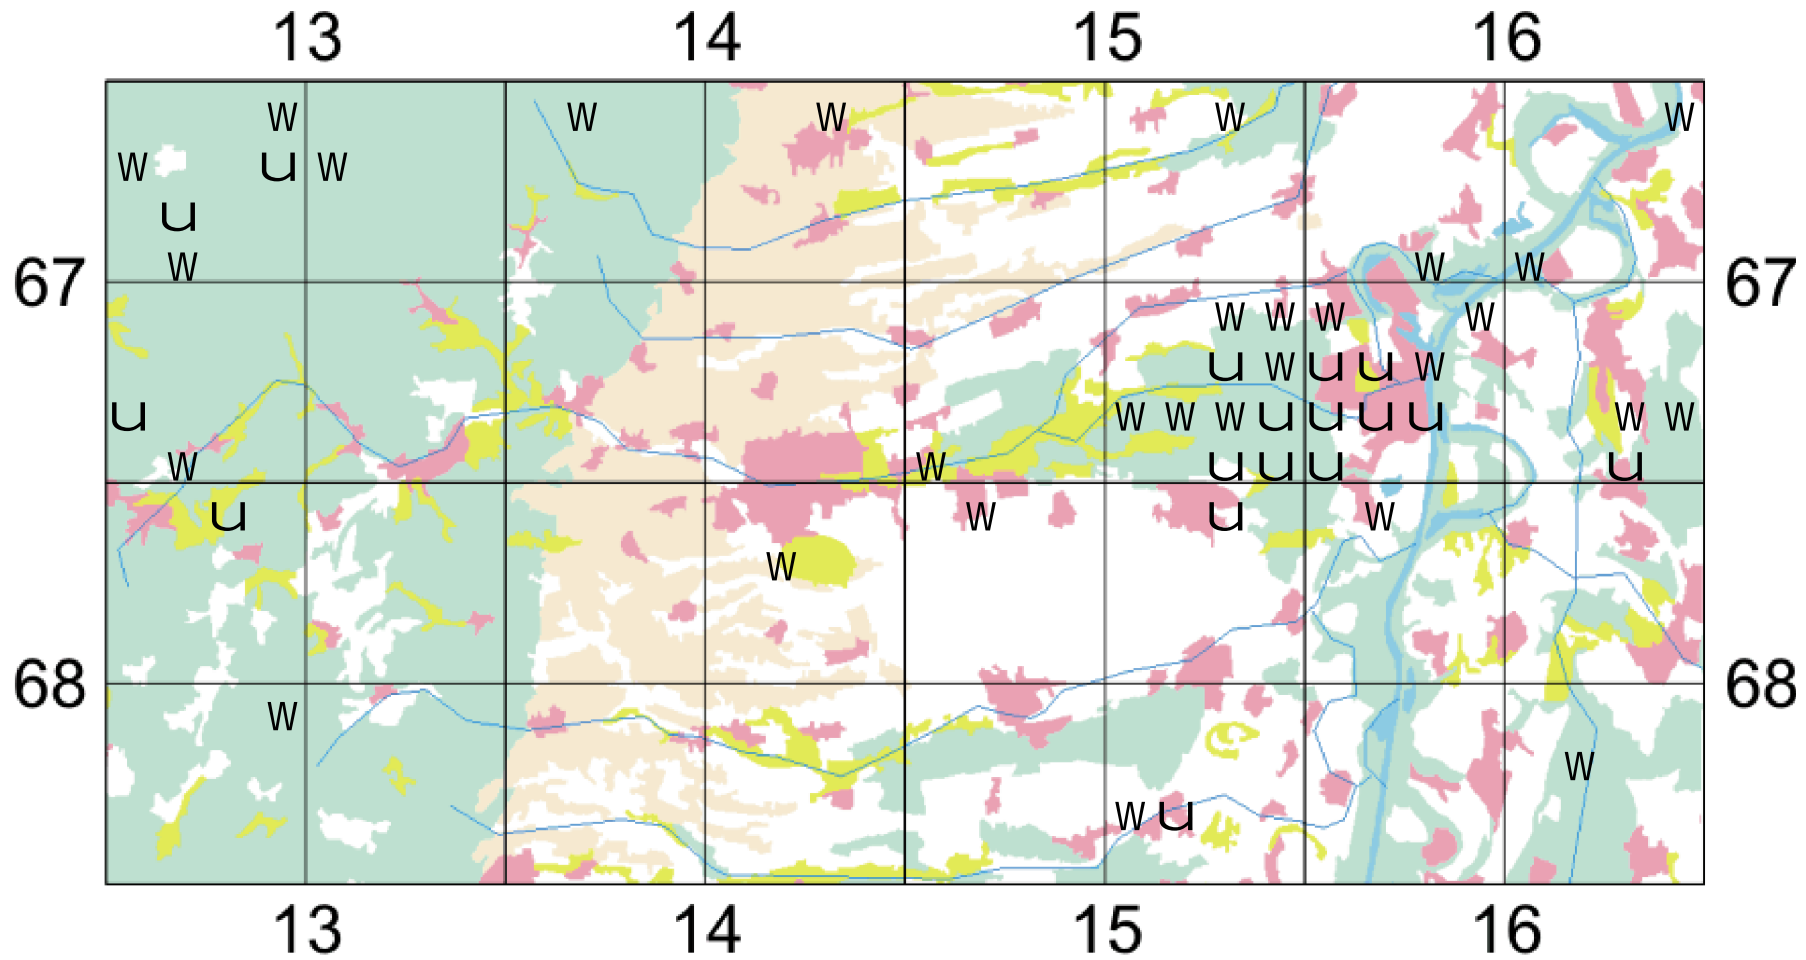 13 14 15 16
w w w w w
w u w
u
67 w w w 67
w w w w
u w u u w
u w w w u u u u w w
w w u u u u
u w u w
w
68 68
w
w
w u
13 14 15 16